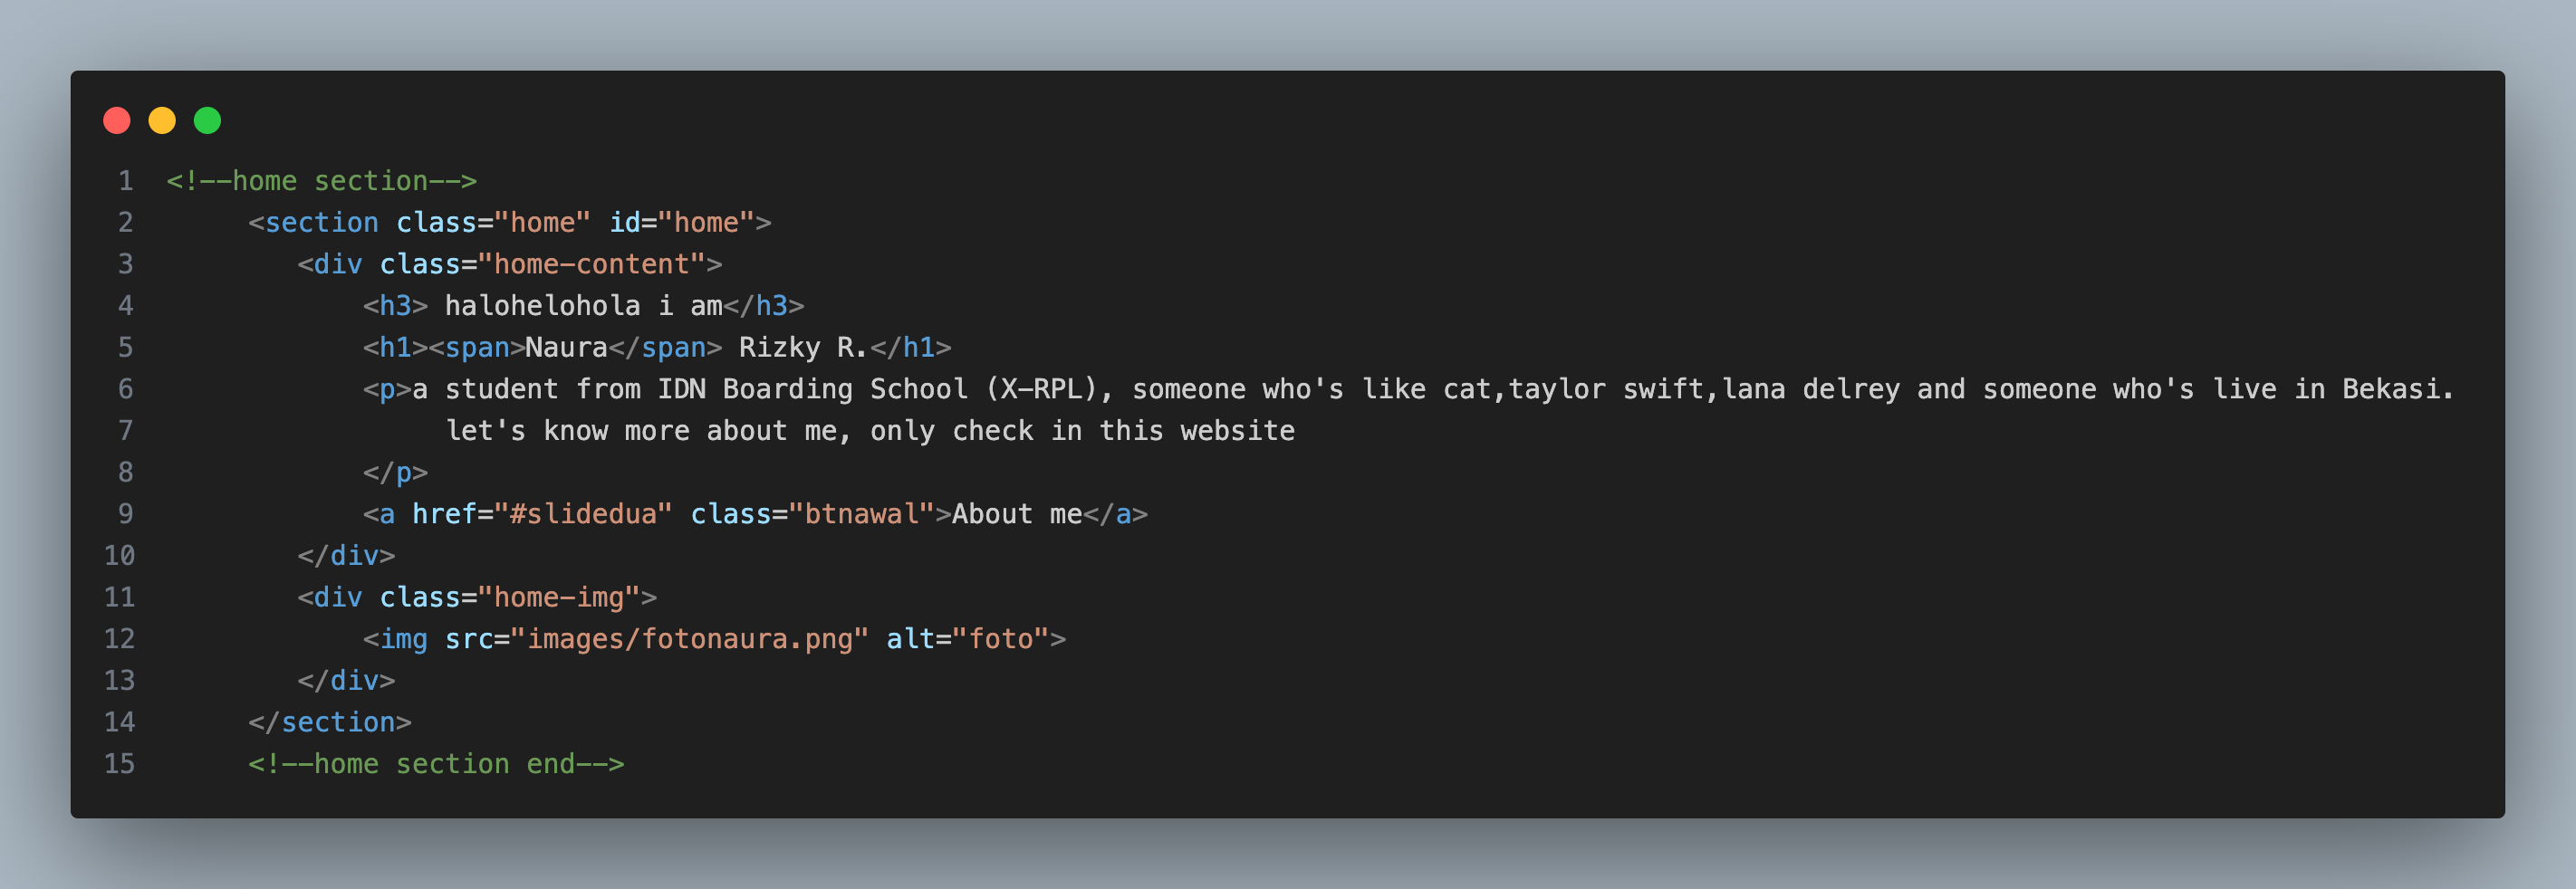 1 <!--home section-->
2 <section class="home" id="home">
3 <div class="home-content">
4 <h3> halohelohola i am</h3>
5 <h1><span>Naura</span> Rizky R.</h1>
6 <p>a student from IDN Boarding School (X-RPL), someone who's like cat,taylor swift,lana delrey and someone who's live in Bekasi.
7 let's know more about me, only check in this website
8 </p>
9 <a href="#slidedua" class="btnawal">About me</a>
10 </div>
11 <div class="home-img">
12 <img src="images/fotonaura.png" alt="foto">
13 </div>
14 </section>
15 <!--home section end-->